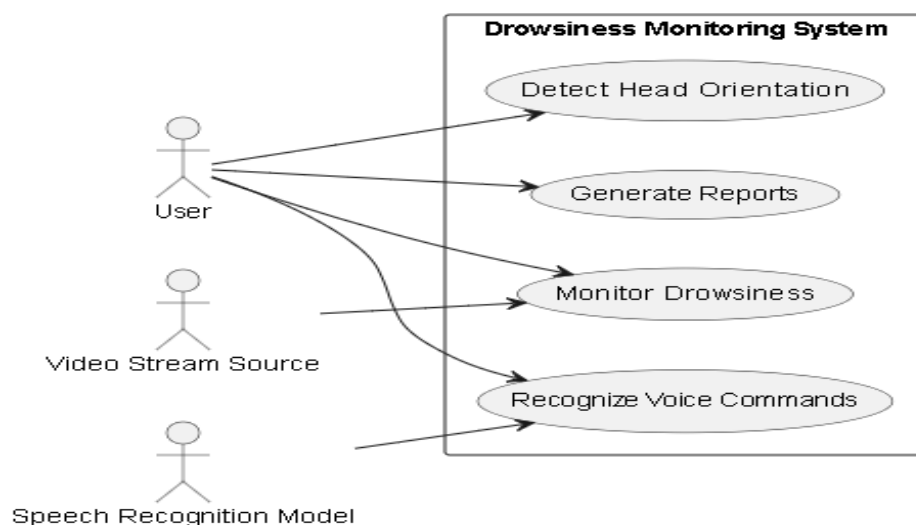 Drowsiness Monitoring System
Detect Head Orientation
User
Generate Reports
Monitor Drowsiness
Video Stream Source
Recognize Voice Commands
Speech Recognition Model